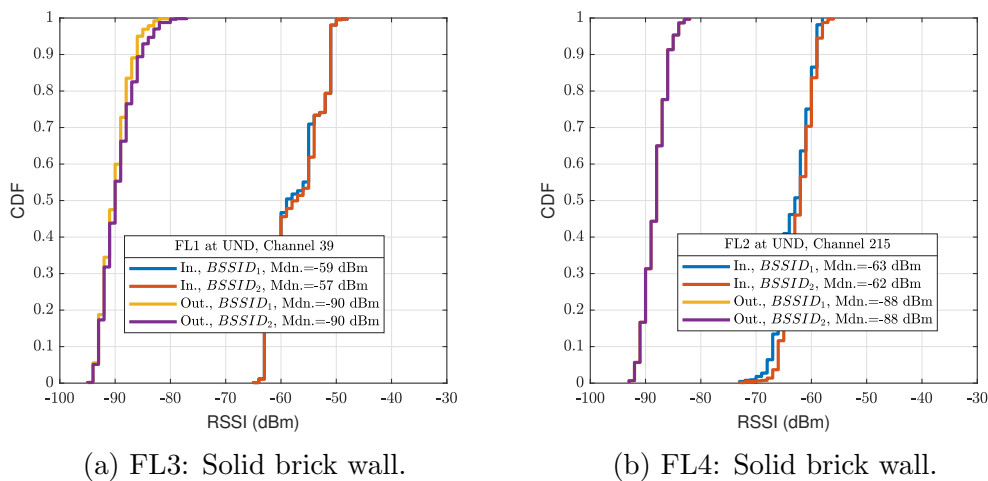 1
0.9
0.8
0.7
0.6
0.5
0.4
0.3
0.2
0.1
0
CDF
FL1 at UND, Channel 39
In., BSSID1, Mdn.=-59 dBm
In., BSSID2, Mdn.=-57 dBm
Out., BSSID1, Mdn.=-90 dBm
Out., BSSID2, Mdn.=-90 dBm
-100 -90 -80 -70 -60 -50 -40 -30
RSSI (dBm)
(a) FL3: Solid brick wall.
1
0.9
0.8
0.7
0.6
0.5
0.4
0.3
0.2
0.1
0
CDF
FL2 at UND, Channel 215
In., BSSID1, Mdn.=-63 dBm
In., BSSID2, Mdn.=-62 dBm
Out., BSSID1, Mdn.=-88 dBm
Out., BSSID2, Mdn.=-88 dBm
-100 -90 -80 -70 -60 -50 -40 -30
RSSI (dBm)
(b) FL4: Solid brick wall.